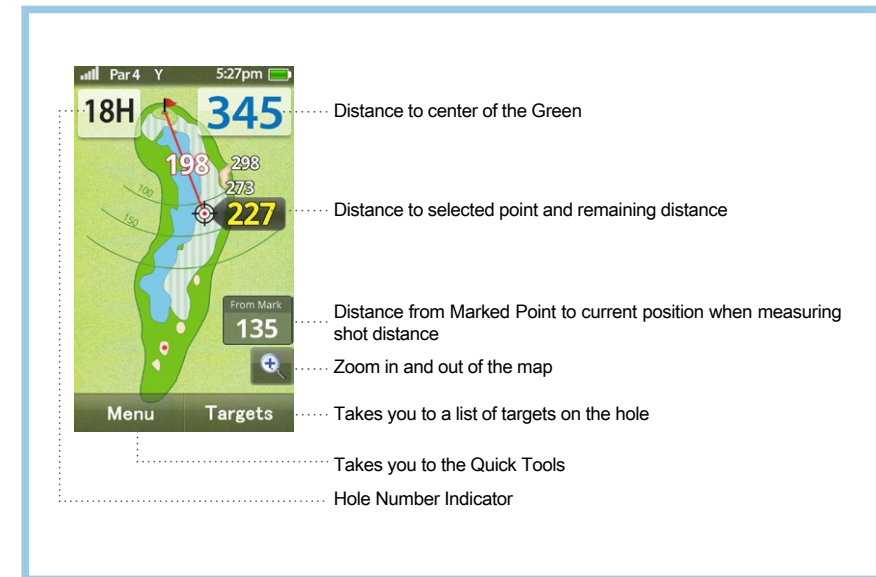 Par 4 Y 5:27pm
18H
345
198
298
273
227
100
150
From Mark
135
Menu
Targets
Distance to center of the Green
Distance to selected point and remaining distance
Distance from Marked Point to current position when measuring
shot distance
Zoom in and out of the map
Takes you to a list of targets on the hole
Takes you to the Quick Tools
Hole Number Indicator